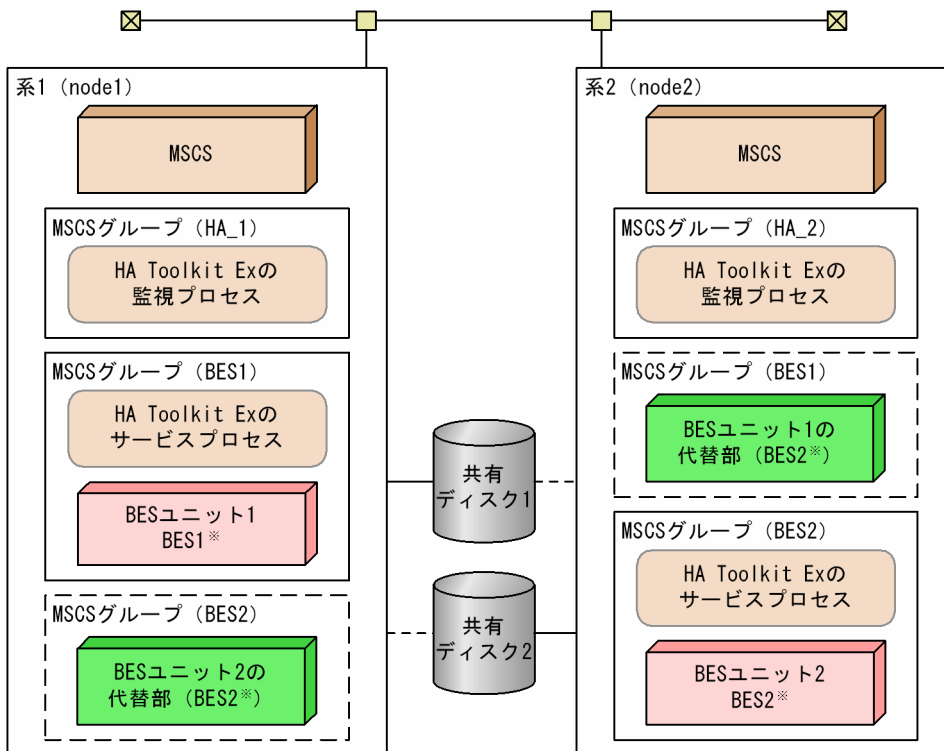 系1（node1）
MSCS
MSCSグループ（HA_1）
HA Toolkit Exの
監視プロセス
MSCSグループ（BES1）
HA Toolkit Exの
サービスプロセス
BESユニット1
BES1※
MSCSグループ（BES2）
BESユニット2の
代替部（BES2※）
共有
ディスク1
共有
ディスク2
系2（node2）
MSCS
MSCSグループ（HA_2）
HA Toolkit Exの
監視プロセス
MSCSグループ（BES1）
BESユニット1の
代替部（BES2※）
MSCSグループ（BES2）
HA Toolkit Exの
サービスプロセス
BESユニット2
BES2※